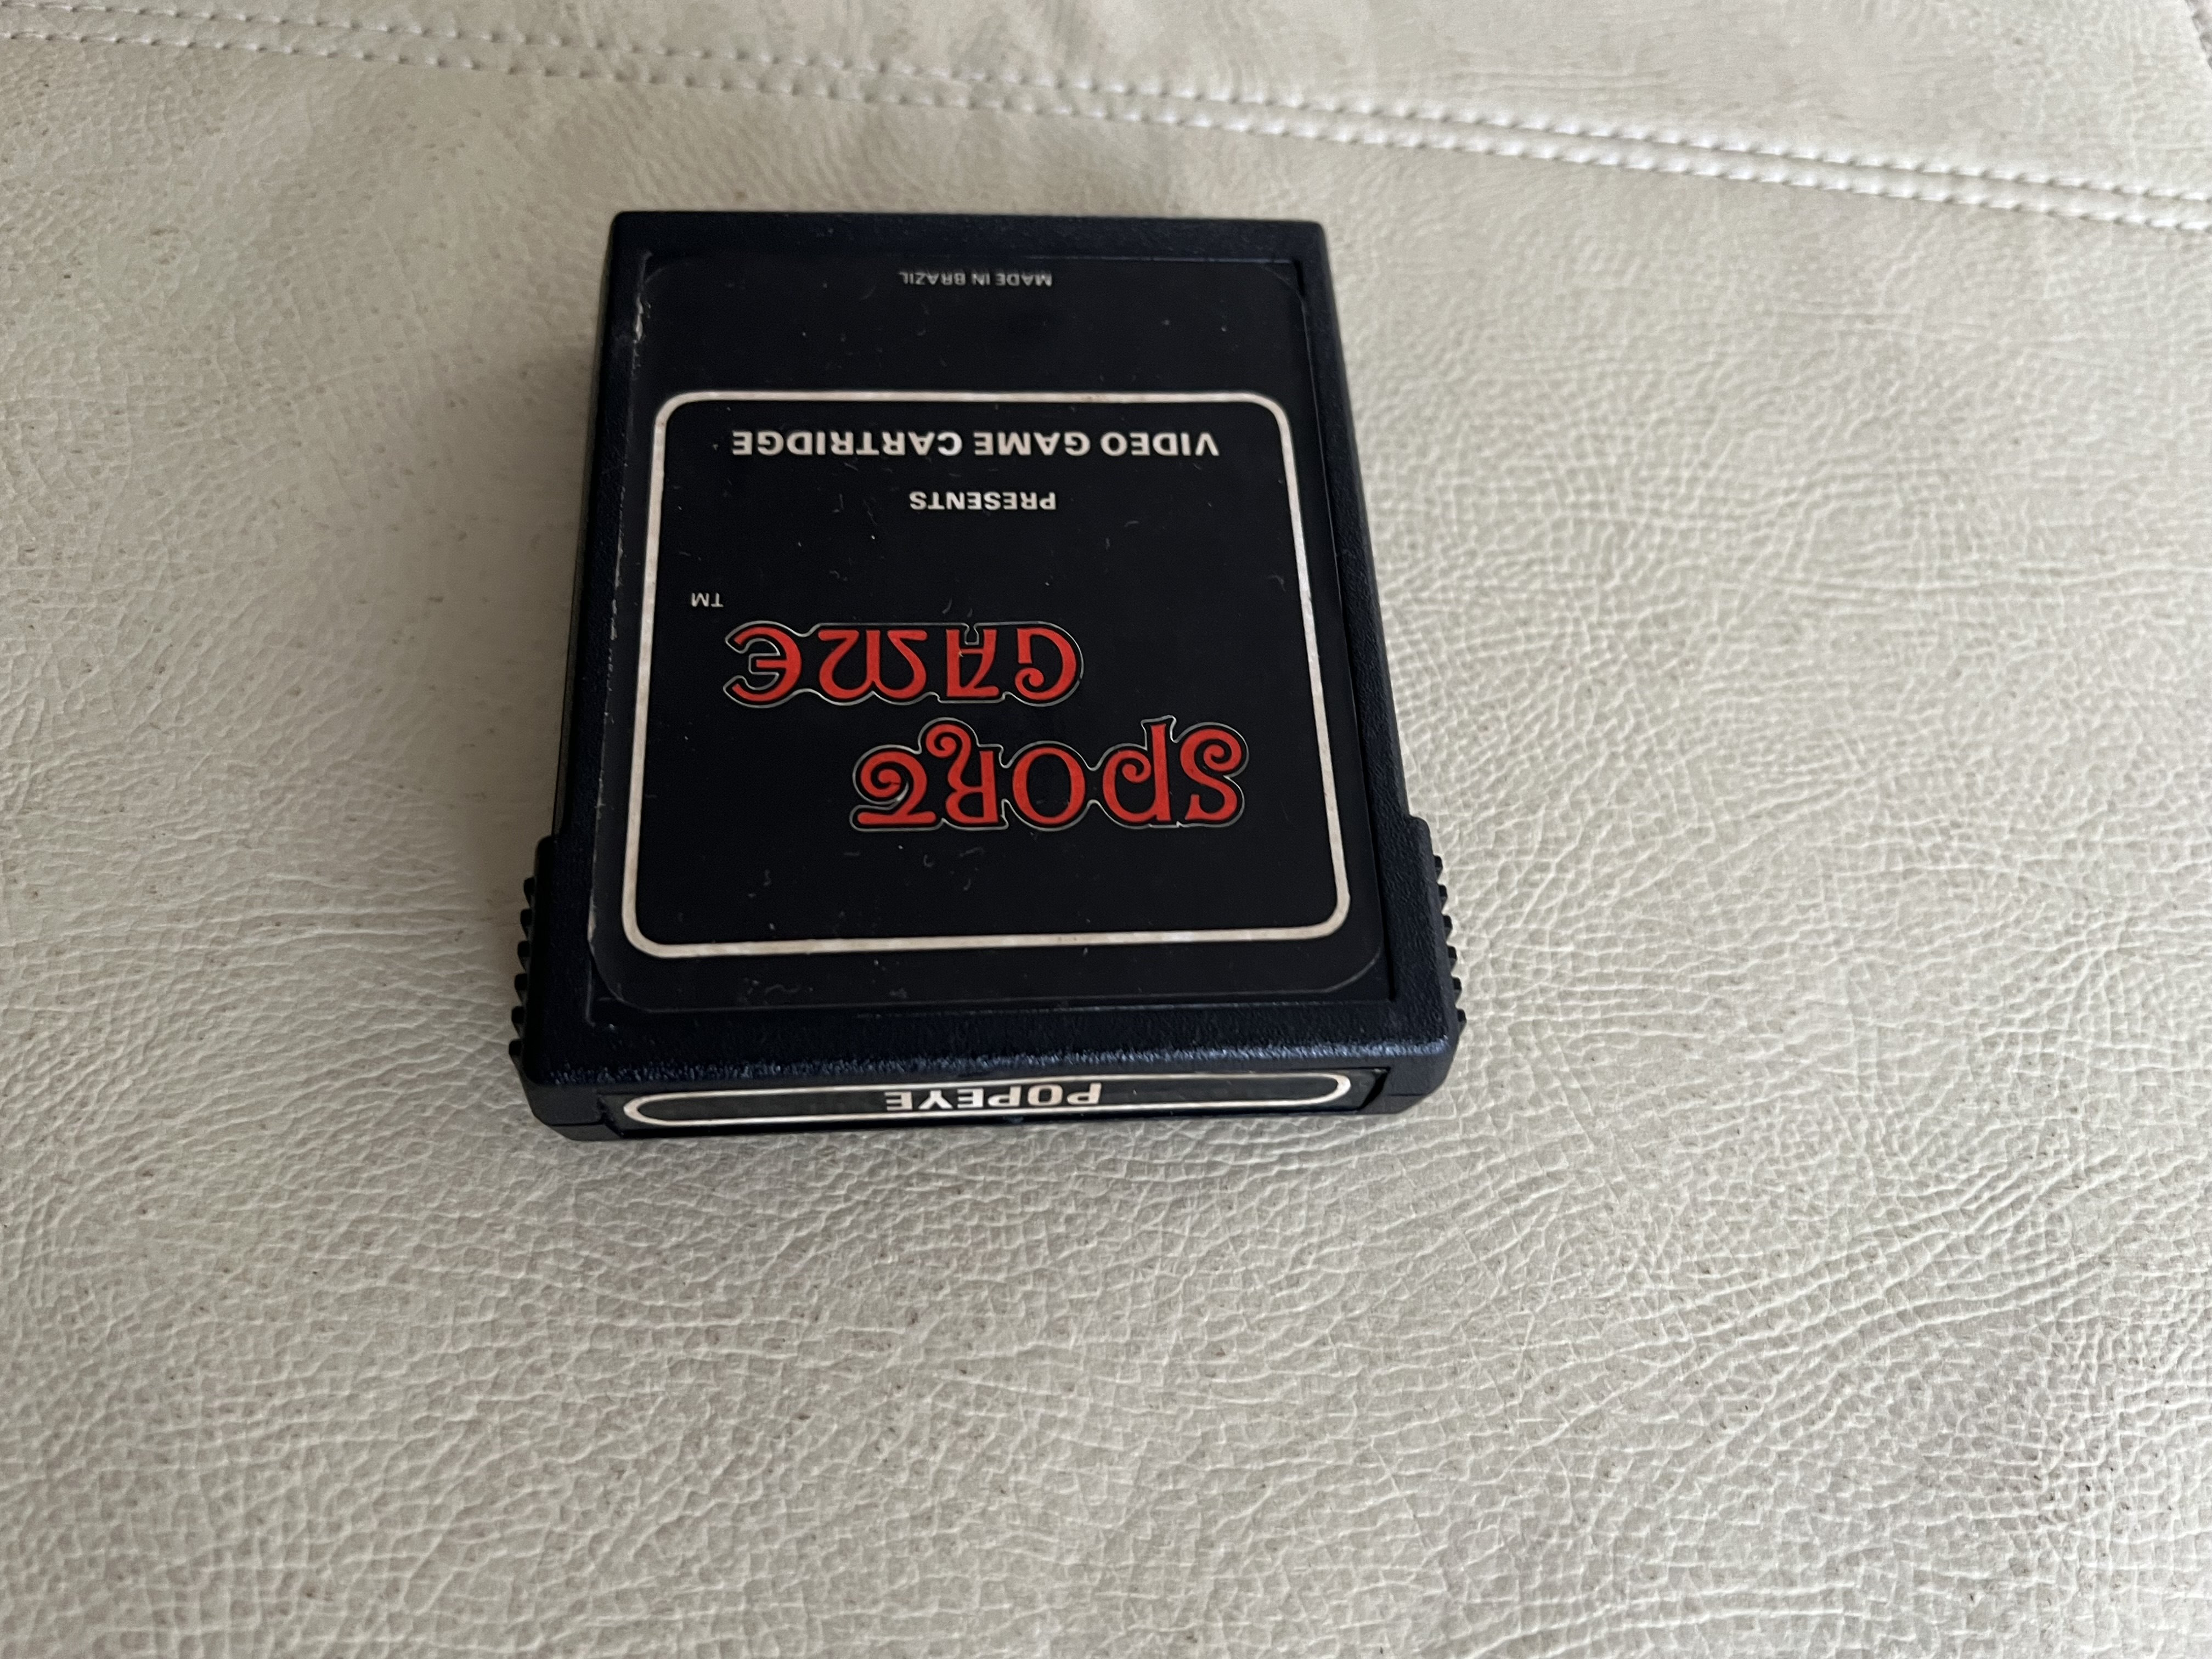 POPEYE
SPORT
GAME
TM
PRESENTS
VIDEO GAME CARTRIDGE
MADE IN BRAZIL